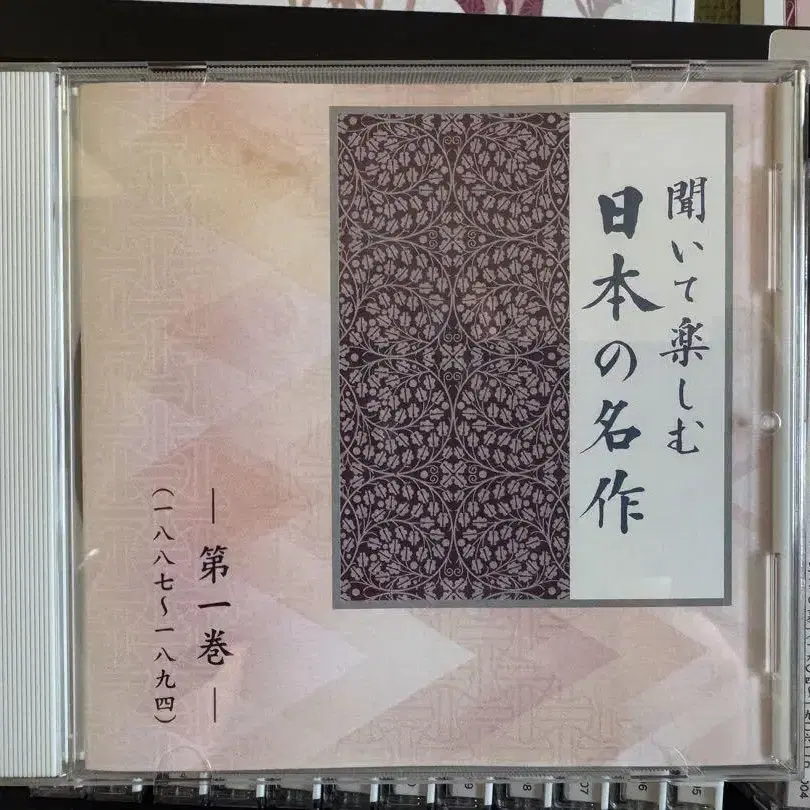 聞いて楽しむ
日本の名作
―第一巻―
(一八八七〜一八九四)